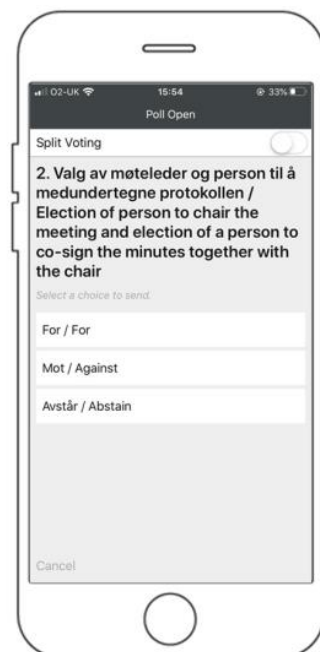 O2-UK 15:54 33%
Poll Open
Split Voting
2. Valg av møteleder og person til å
medundertegne protokollen /
Election of person to chair the
meeting and election of a person to
co-sign the minutes together with
the chair
Select a choice to send.
For / For
Mot / Against
Avstår / Abstain
Cancel